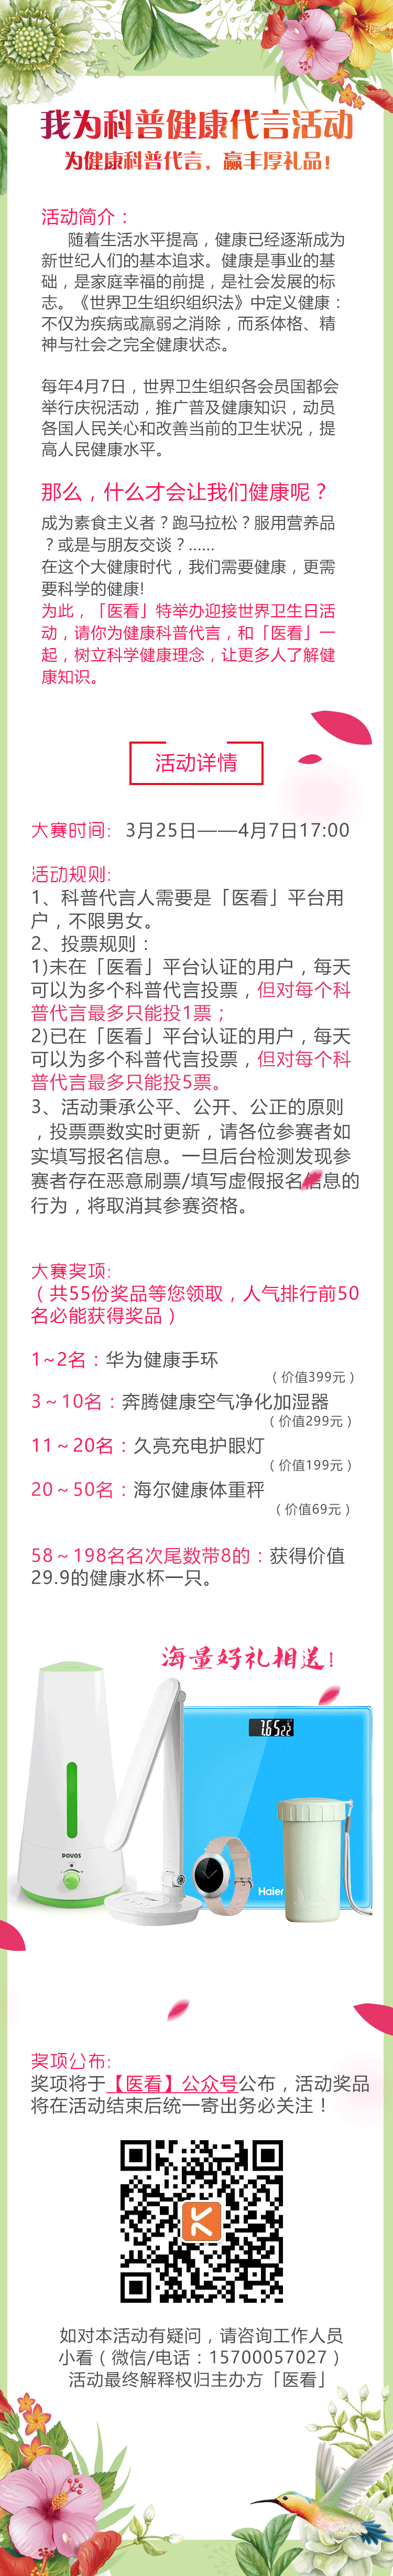 我为科普健康代言活动
为健康科普代言，赢丰厚礼品！
活动简介：
随着生活水平提高，健康已经逐渐成为
新世纪人们的基本追求。健康是事业的基
础，是家庭幸福的前提，是社会发展的标
志。《世界卫生组织组织法》中定义健康：
不仅为疾病或羸弱之消除，而系体格、精
神与社会之完全健康状态。
每年4月7日，世界卫生组织各会员国都会
举行庆祝活动，推广普及健康知识，动员
各国人民关心和改善当前的卫生状况，提
高人民健康水平。
那么，什么才会让我们健康呢？
成为素食主义者？跑马拉松？服用营养品
？或是与朋友交谈？......
在这个大健康时代，我们需要健康，更需
要科学的健康!
为此，「医看」特举办迎接世界卫生日活
动，请你为健康科普代言，和「医看」一
起，树立科学健康理念，让更多人了解健
康知识。
活动详情
大赛时间：3月25日——4月7日17:00
活动规则:
1、科普代言人需要是「医看」平台用
户，不限男女。
2、投票规则：
1)未在「医看」平台认证的用户，每天
可以为多个科普代言投票，但对每个科
普代言最多只能投1票；
2)已在「医看」平台认证的用户，每天
可以为多个科普代言投票，但对每个科
普代言最多只能投5票。
3、活动秉承公平、公开、公正的原则
，投票票数实时更新，请各位参赛者如
实填写报名信息。一旦后台检测发现参
赛者存在恶意刷票/填写虚假报名信息的
行为，将取消其参赛资格。
大赛奖项:
（共55份奖品等您领取，人气排行前50
名必能获得奖品）
1~2名：华为健康手环
（价值399元）
3～10名：奔腾健康空气净化加湿器
（价值299元）
11～20名：久亮充电护眼灯
（价值199元）
20～50名：海尔健康体重秤
（价值69元）
58～198名名次尾数带8的：获得价值
29.9的健康水杯一只。
海量好礼相送！
POVOS
Haier
奖项公布:
奖项将于【医看】公众号公布，活动奖品
将在活动结束后统一寄出务必关注！
如对本活动有疑问，请咨询工作人员
小看（微信/电话：15700057027）
活动最终解释权归主办方「医看」